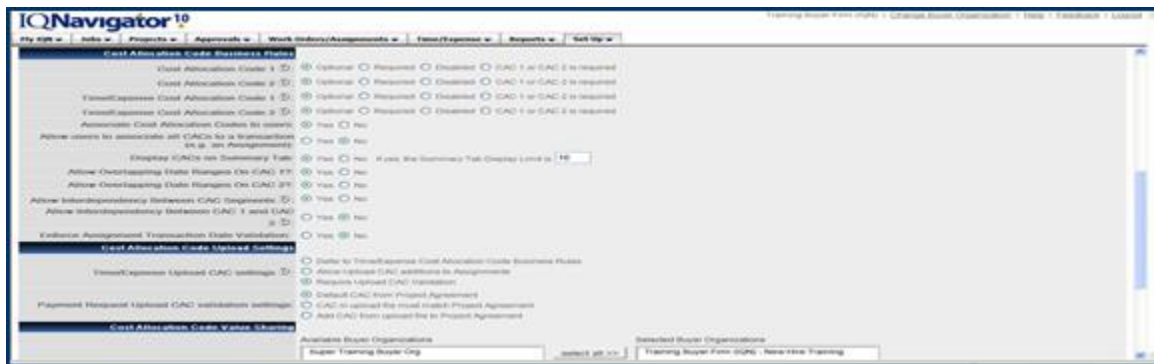 IQNavigator 10
Training Buyer Firm (IQN) | Change Buyer Organization | Help | Feedback | Logout
My IQN Jobs Projects Approvals Work Orders/Assignments Time/Expense Reports Set Up
Cost Allocation Code Business Rules
Cost Allocation Code 1 Optional Required Disabled CAC 1 or CAC 2 is required
Cost Allocation Code 2 Optional Required Disabled CAC 1 or CAC 2 is required
Time/Expense Cost Allocation Code 1 Optional Required Disabled CAC 1 or CAC 2 is required
Time/Expense Cost Allocation Code 2 Optional Required Disabled CAC 1 or CAC 2 is required
Associate Cost Allocation Codes to users: Yes No
Allow users to associate all CACs to a transaction
(e.g. an Assignment): Yes No
Display CACs on Summary Tab: Yes No If yes, the Summary Tab Display Limit is 10
Allow Overlapping Date Ranges On CAC 1?: Yes No
Allow Overlapping Date Ranges On CAC 2?: Yes No
Allow Interdependency Between CAC Segments Yes No
Allow Interdependency Between CAC 1 and CAC
2 Yes No
Enforce Assignment Transaction Date Validation: Yes No
Cost Allocation Code Upload Settings
Time/Expense Upload CAC settings Defer to Time/Expense Cost Allocation Code Business Rules
Allow Upload CAC additions to Assignments
Require Upload CAC Validation
Payment Request Upload CAC validation settings: Default CAC from Project Agreement
CAC in upload file must match Project Agreement
Add CAC from upload file to Project Agreement
Cost Allocation Code Value Sharing
Available Buyer Organizations Selected Buyer Organizations
Super Training Buyer Org select all >> Training Buyer Firm (IQN) - New Hire Training